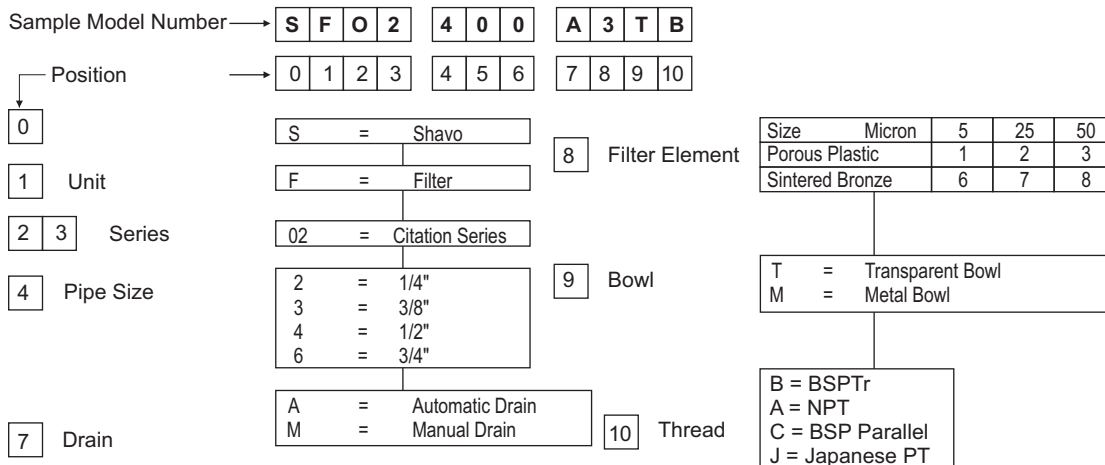 Sample Model Number S F O 2 4 0 0 A 3 T B
Position 0 1 2 3 4 5 6 7 8 9 10
0
S = Shavo
1 Unit
F = Filter
2 3 Series
02 = Citation Series
4 Pipe Size
2 = 1/4"
3 = 3/8"
4 = 1/2"
6 = 3/4"
7 Drain
A = Automatic Drain
M = Manual Drain
8 Filter Element
Size Micron 5 25 50
Porous Plastic 1 2 3
Sintered Bronze 6 7 8
9 Bowl
T = Transparent Bowl
M = Metal Bowl
10 Thread
B = BSPTr
A = NPT
C = BSP Parallel
J = Japanese PT